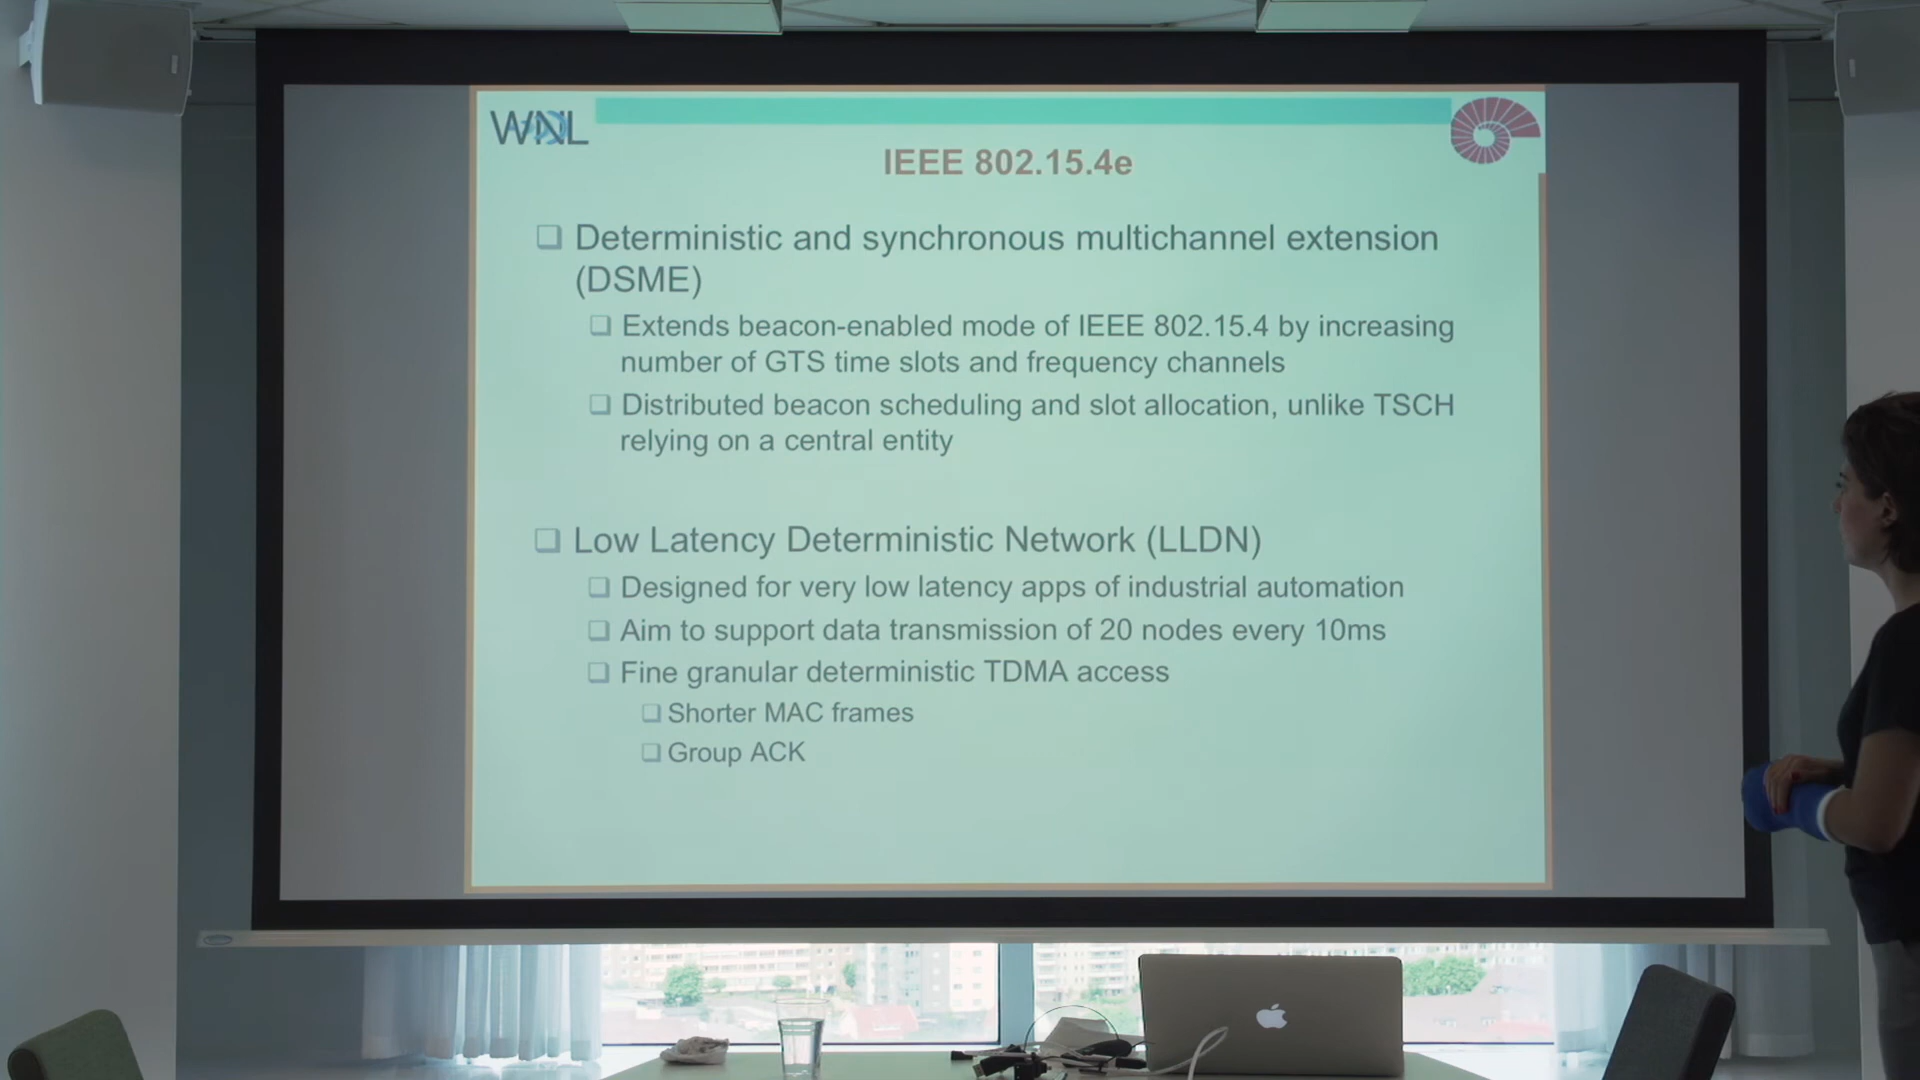 WNL
IEEE 802.15.4e
Deterministic and synchronous multichannel extension
(DSME)
Extends beacon-enabled mode of IEEE 802.15.4 by increasing
number of GTS time slots and frequency channels
Distributed beacon scheduling and slot allocation, unlike TSCH
relying on a central entity
Low Latency Deterministic Network (LLDN)
Designed for very low latency apps of industrial automation
Aim to support data transmission of 20 nodes every 10ms
Fine granular deterministic TDMA access
Shorter MAC frames
Group ACK